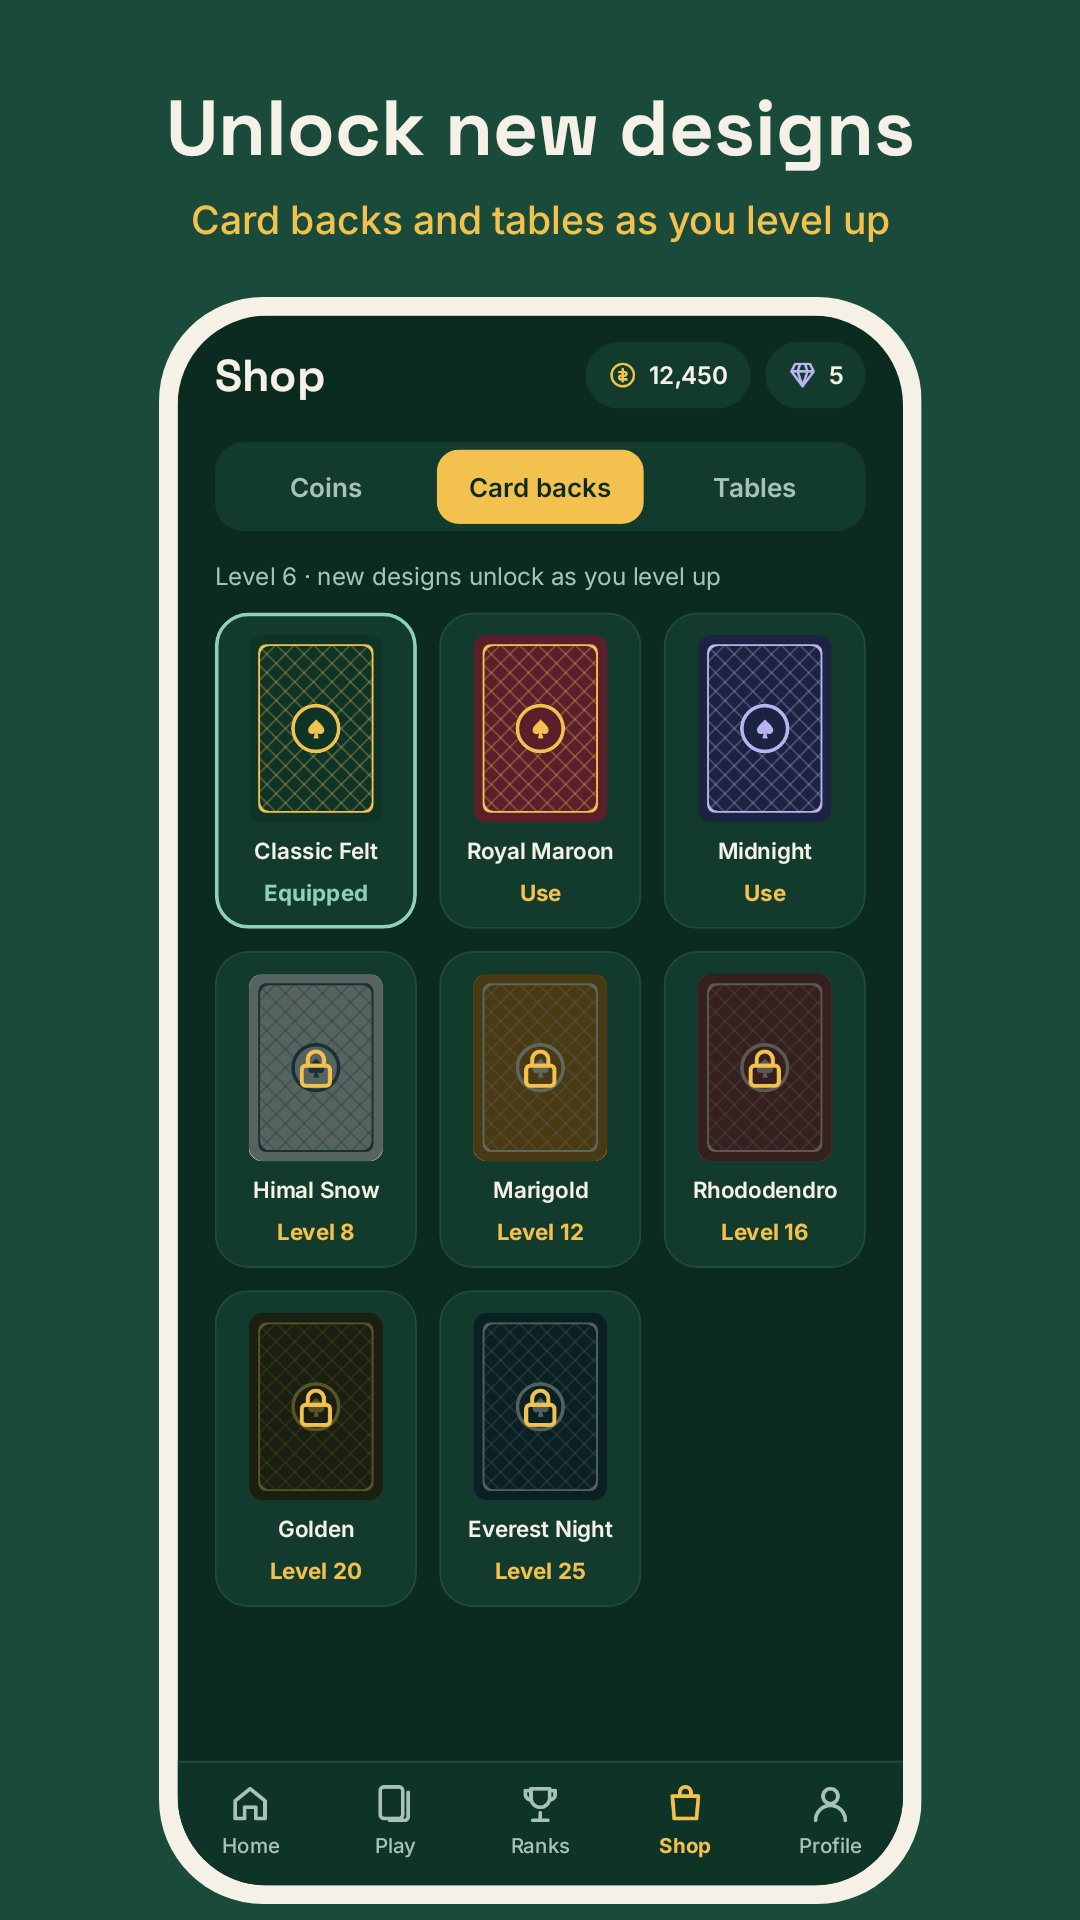 Unlock new designs
Card backs and tables as you level up
Shop
12,450
5
Coins
Card backs
Tables
Level 6 · new designs unlock as you level up
Classic Felt
Royal Maroon
Midnight
Equipped
Use
Use
Himal Snow
Marigold
Rhododendro
Level 8
Level 12
Level 16
Golden
Everest Night
Level 20
Level 25
Home
Play
Ranks
Shop
Profile